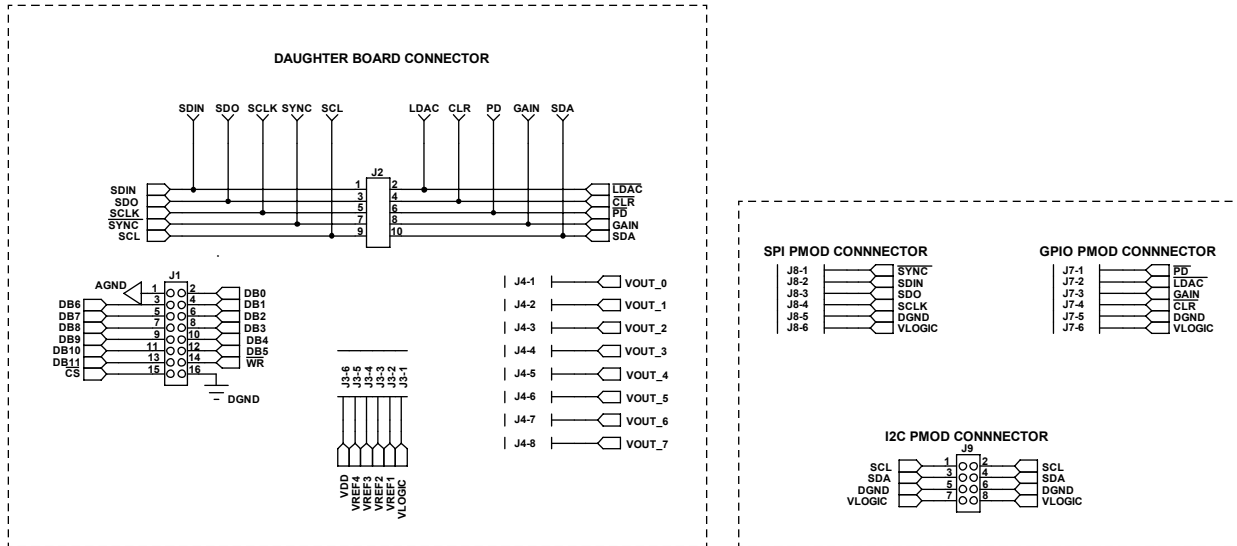 DAUGHTER BOARD CONNECTOR
SDIN SDO SCLK SYNC SCL LDAC CLR PD GAIN SDA
J2
SDIN 1 2 LDAC
SDO 3 4 CLR
SCLK 5 6 PD
SYNC 7 8 GAIN
SCL 9 10 SDA
J1
AGND 1 2 DB0
DB6 3 4 DB1
DB7 5 6 DB2
DB8 7 8 DB3
DB9 9 10 DB4
DB10 11 12 DB5
DB11 13 14 WR
CS 15 16
DGND
J3-6 J3-5 J3-4 J3-3 J3-2 J3-1
VDD VREF4 VREF3 VREF2 VREF1 VLOGIC
J4-1 VOUT_0
J4-2 VOUT_1
J4-3 VOUT_2
J4-4 VOUT_3
J4-5 VOUT_4
J4-6 VOUT_5
J4-7 VOUT_6
J4-8 VOUT_7
SPI PMOD CONNNECTOR
J8-1 SYNC
J8-2 SDIN
J8-3 SDO
J8-4 SCLK
J8-5 DGND
J8-6 VLOGIC
GPIO PMOD CONNNECTOR
J7-1 PD
J7-2 LDAC
J7-3 GAIN
J7-4 CLR
J7-5 DGND
J7-6 VLOGIC
I2C PMOD CONNNECTOR
J9
SCL 1 2 SCL
SDA 3 4 SDA
DGND 5 6 DGND
VLOGIC 7 8 VLOGIC